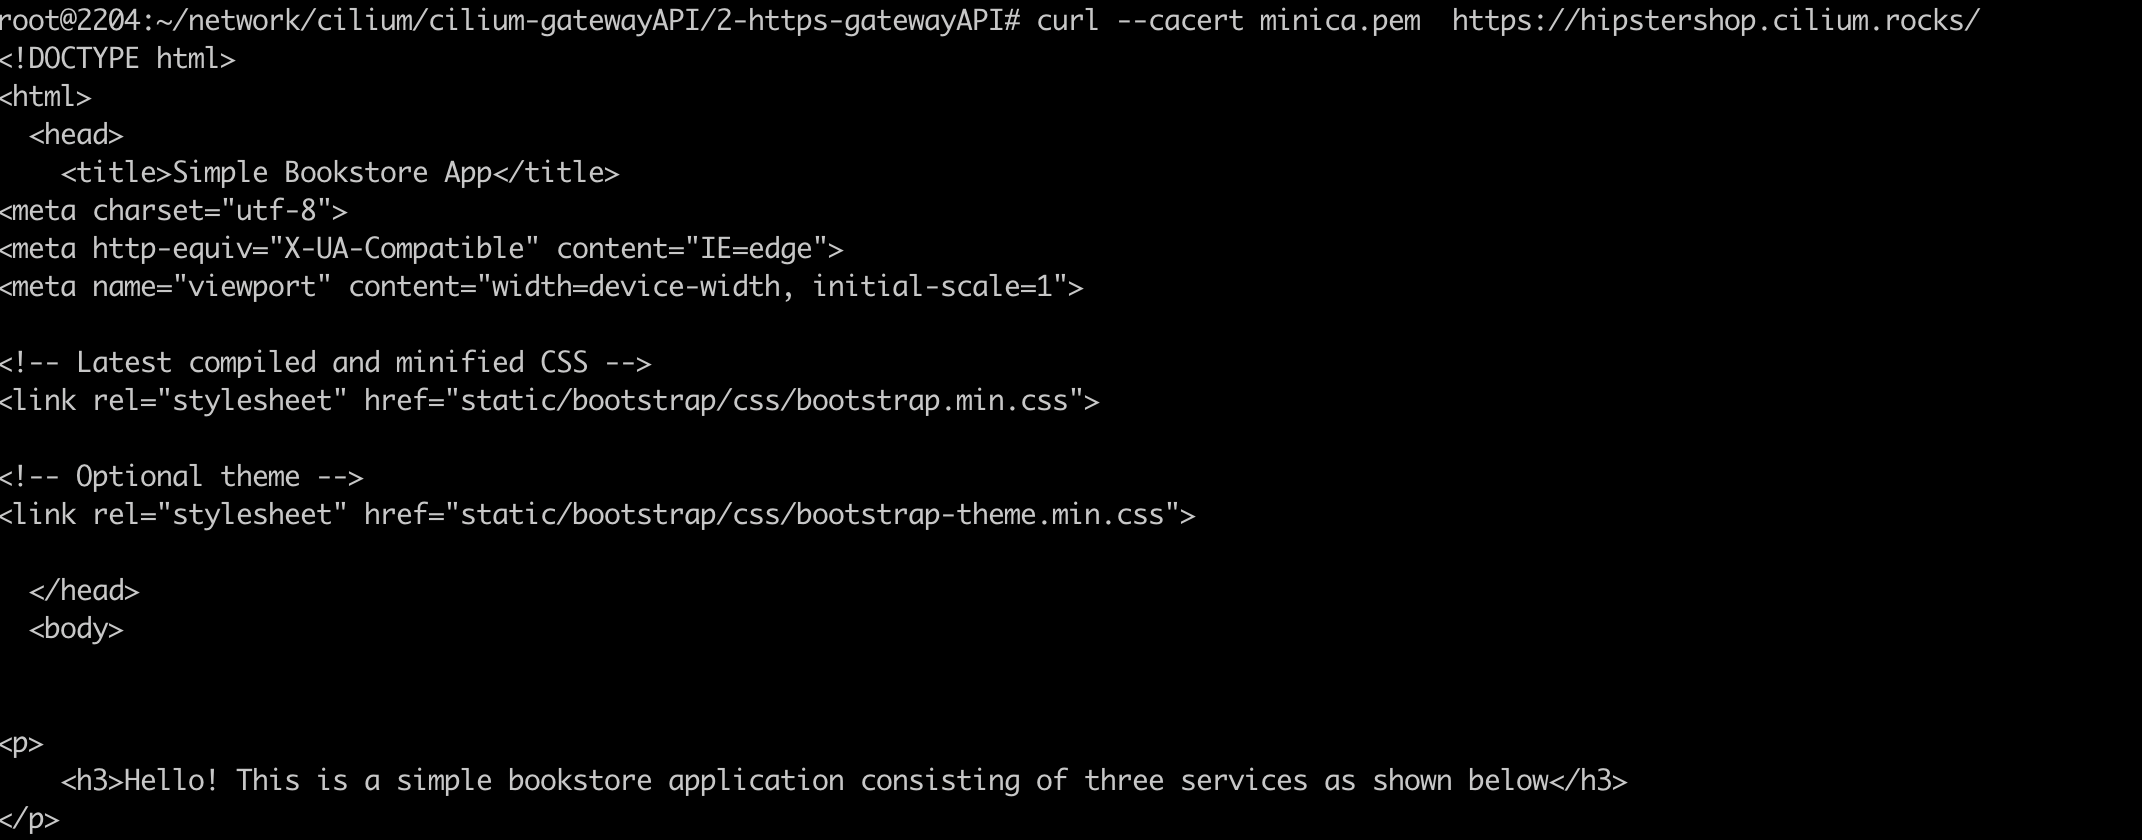 root@2204:~/network/cilium/cilium-gatewayAPI/2-https-gatewayAPI# curl --cacert minica.pem  https://hipstershop.cilium.rocks/
<!DOCTYPE html>
<html>
  <head>
    <title>Simple Bookstore App</title>
<meta charset="utf-8">
<meta http-equiv="X-UA-Compatible" content="IE=edge">
<meta name="viewport" content="width=device-width, initial-scale=1">
<!-- Latest compiled and minified CSS -->
<link rel="stylesheet" href="static/bootstrap/css/bootstrap.min.css">
<!-- Optional theme -->
<link rel="stylesheet" href="static/bootstrap/css/bootstrap-theme.min.css">
  </head>
  <body>
<p>
    <h3>Hello! This is a simple bookstore application consisting of three services as shown below</h3>
</p>